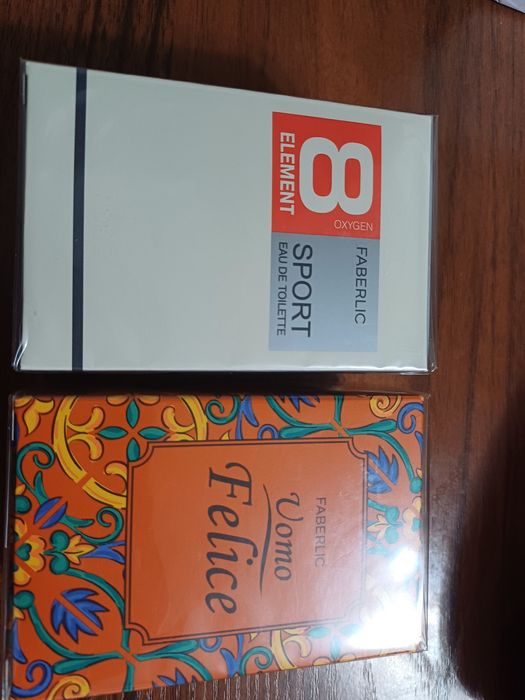 8
ELEMENT
OXYGEN
FABERLIC
SPORT
EAU DE TOILETTE
FABERLIC
Uomo
Felice